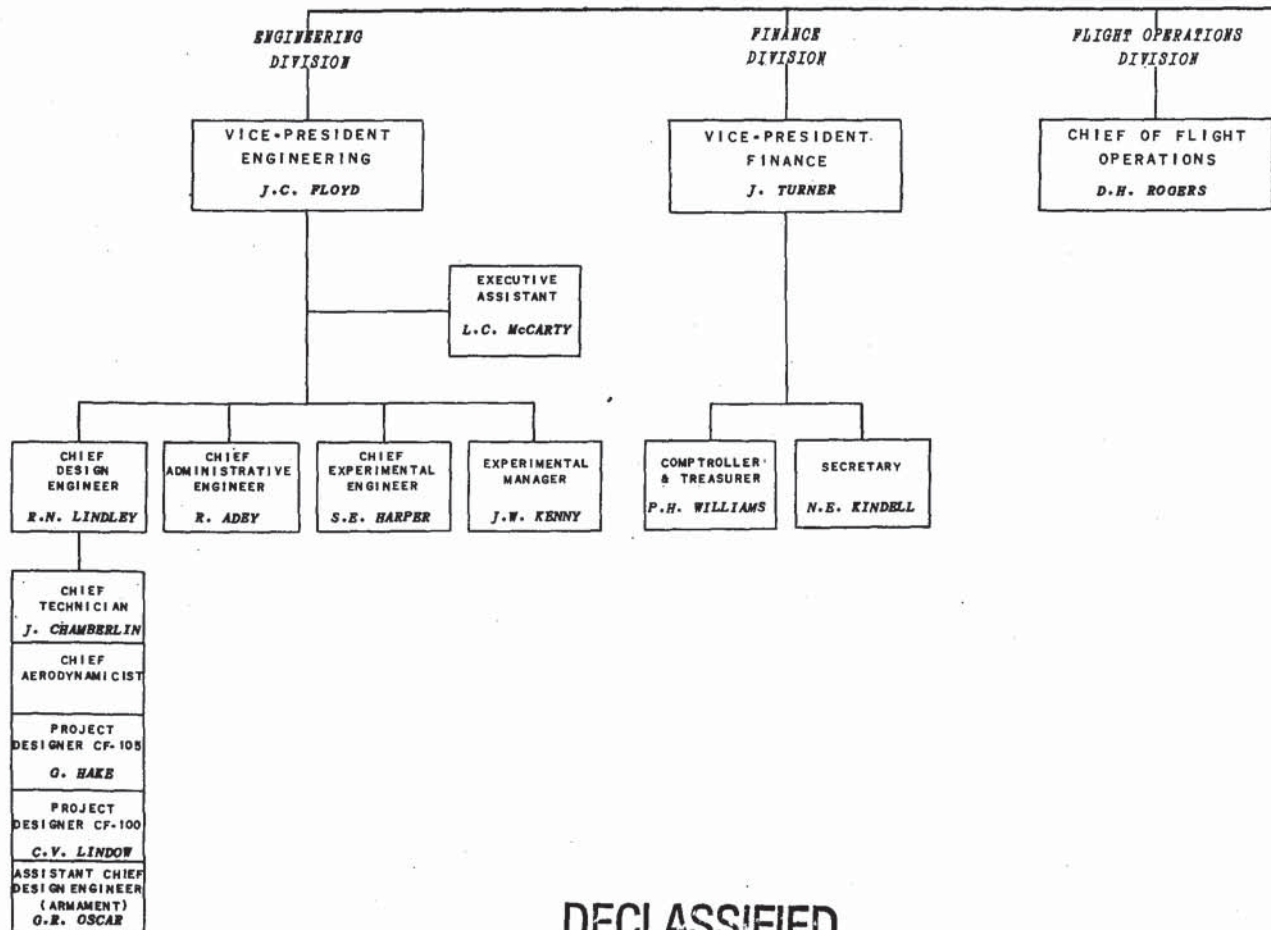 ENGINEERING
DIVISION
FINANCE
DIVISION
FLIGHT OPERATIONS
DIVISION
VICE-PRESIDENT
ENGINEERING
J.C. FLOYD
VICE-PRESIDENT
FINANCE
J. TURNER
CHIEF OF FLIGHT
OPERATIONS
D.H. ROGERS
EXECUTIVE
ASSISTANT
L.C. McCARTY
CHIEF
DESIGN
ENGINEER
R.N. LINDLEY
CHIEF
ADMINISTRATIVE
ENGINEER
R. ADEY
CHIEF
EXPERIMENTAL
ENGINEER
S.E. HARPER
EXPERIMENTAL
MANAGER
J.W. KENNY
COMPTROLLER
& TREASURER
P.H. WILLIAMS
SECRETARY
N.E. KINDELL
CHIEF
TECHNICIAN
J. CHAMBERLIN
CHIEF
AERODYNAMICIST
PROJECT
DESIGNER CF-105
G. HAKE
PROJECT
DESIGNER CF-100
C.V. LINDOW
ASSISTANT CHIEF
DESIGN ENGINEER
(ARMAMENT)
G.R. OSCAR
DECLASSIFIED